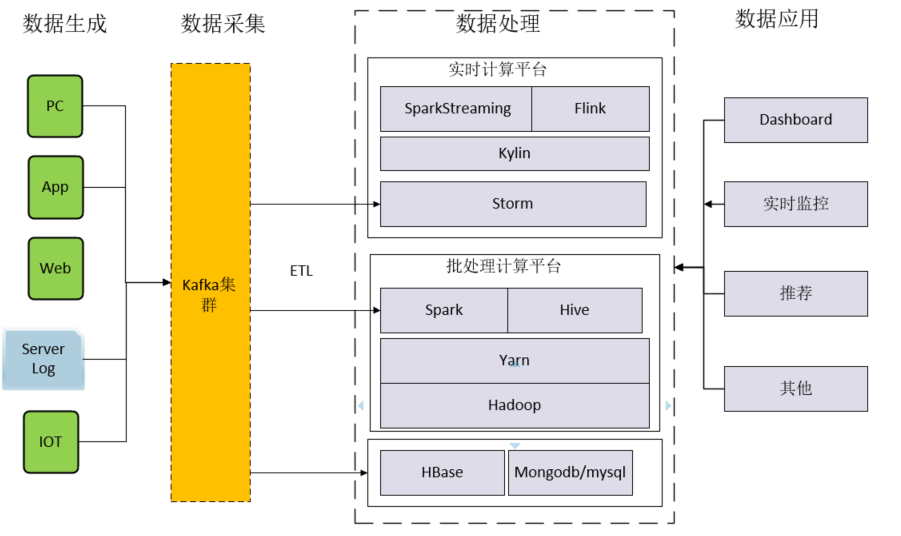 数据生成
数据采集
数据处理
数据应用
PC
App
Web
Server
Log
IOT
Kafka集
群
ETL
实时计算平台
SparkStreaming
Flink
Kylin
Storm
批处理计算平台
Spark
Hive
Yarn
Hadoop
HBase
Mongodb/mysql
Dashboard
实时监控
推荐
其他